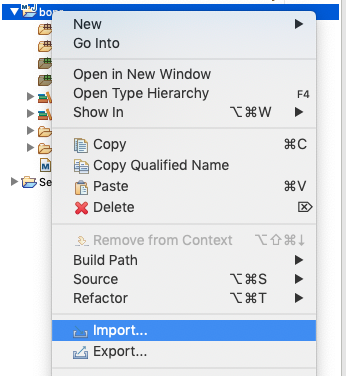 New
Go Into
Open in New Window
Open Type Hierarchy F4
Show In ⌥⌘W
Copy ⌘C
Copy Qualified Name
Paste ⌘V
Delete ⌦
Remove from Context ⌥⇧⌘↓
Build Path
Source ⌥⌘S
Refactor ⌥⌘T
Se
Import...
Export...